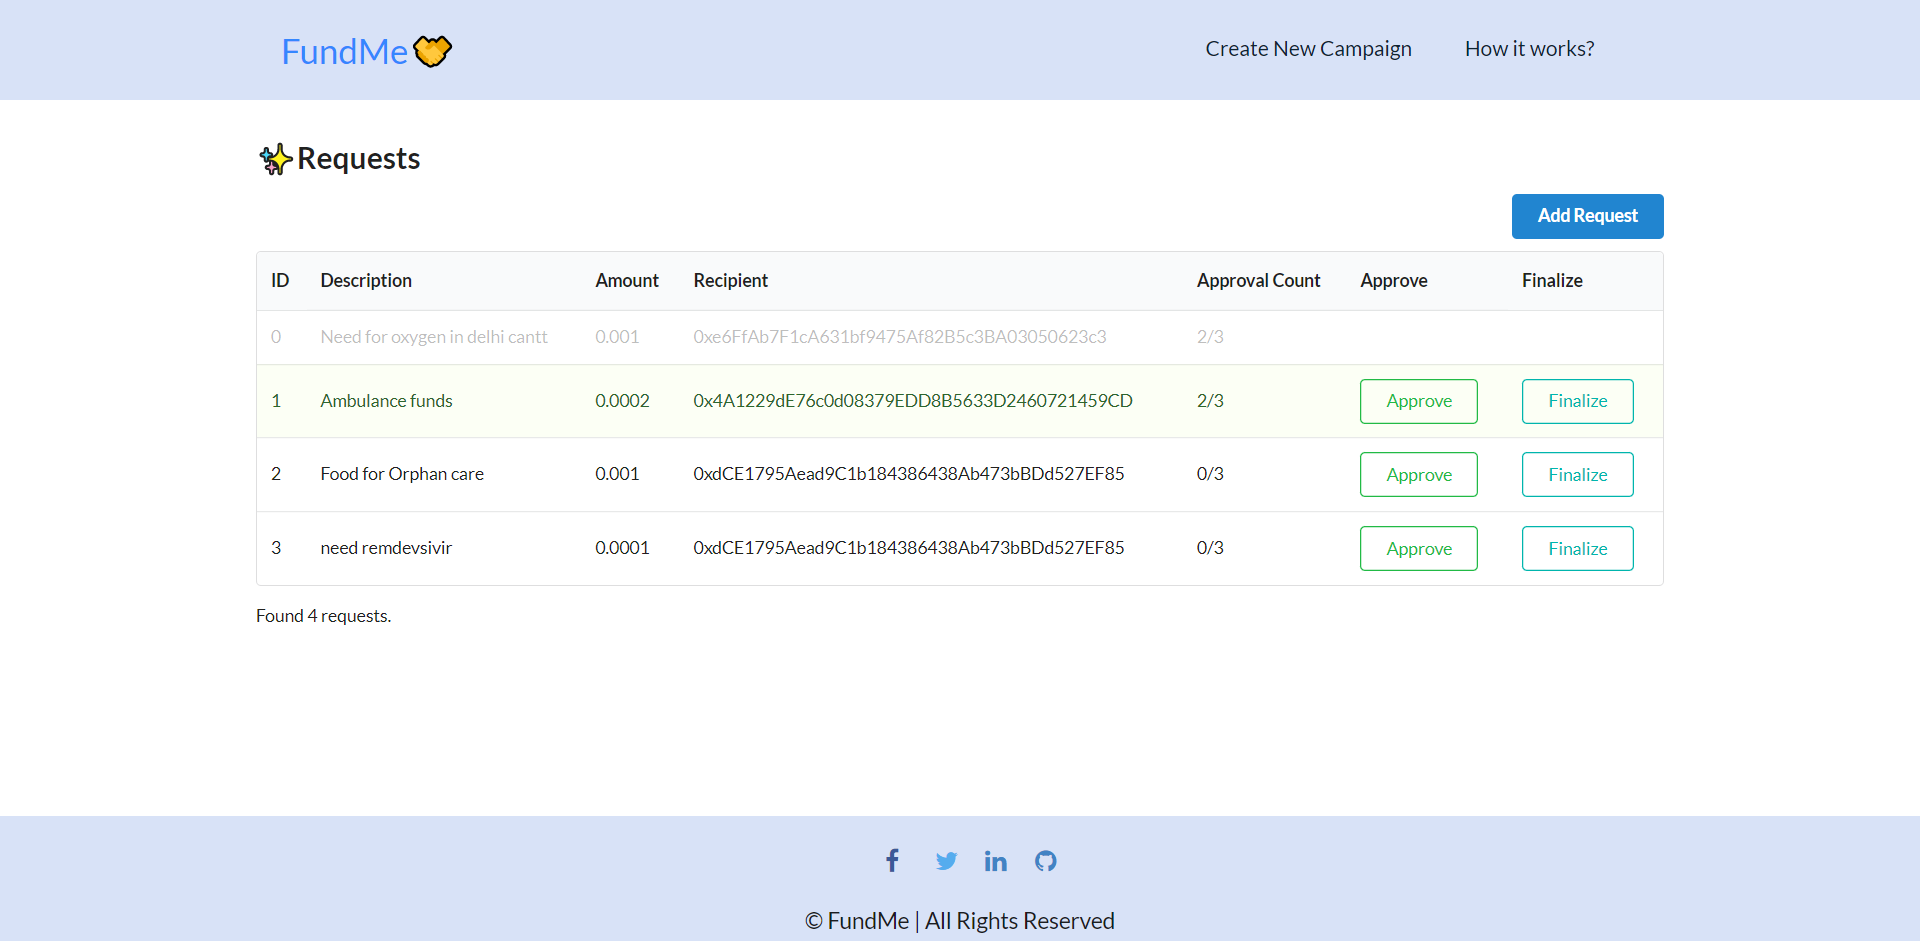 FundMe
Create New Campaign How it works?
Requests
Add Request
ID Description Amount Recipient Approval Count Approve Finalize
0 Need for oxygen in delhi cantt 0.001 0xe6FfAb7F1cA631bf9475Af82B5c3BA03050623c3 2/3
1 Ambulance funds 0.0002 0x4A1229dE76c0d08379EDD8B5633D2460721459CD 2/3 Approve Finalize
2 Food for Orphan care 0.001 0xdCE1795Aead9C1b184386438Ab473bBDd527EF85 0/3 Approve Finalize
3 need remdevsivir 0.0001 0xdCE1795Aead9C1b184386438Ab473bBDd527EF85 0/3 Approve Finalize
Found 4 requests.
© FundMe | All Rights Reserved